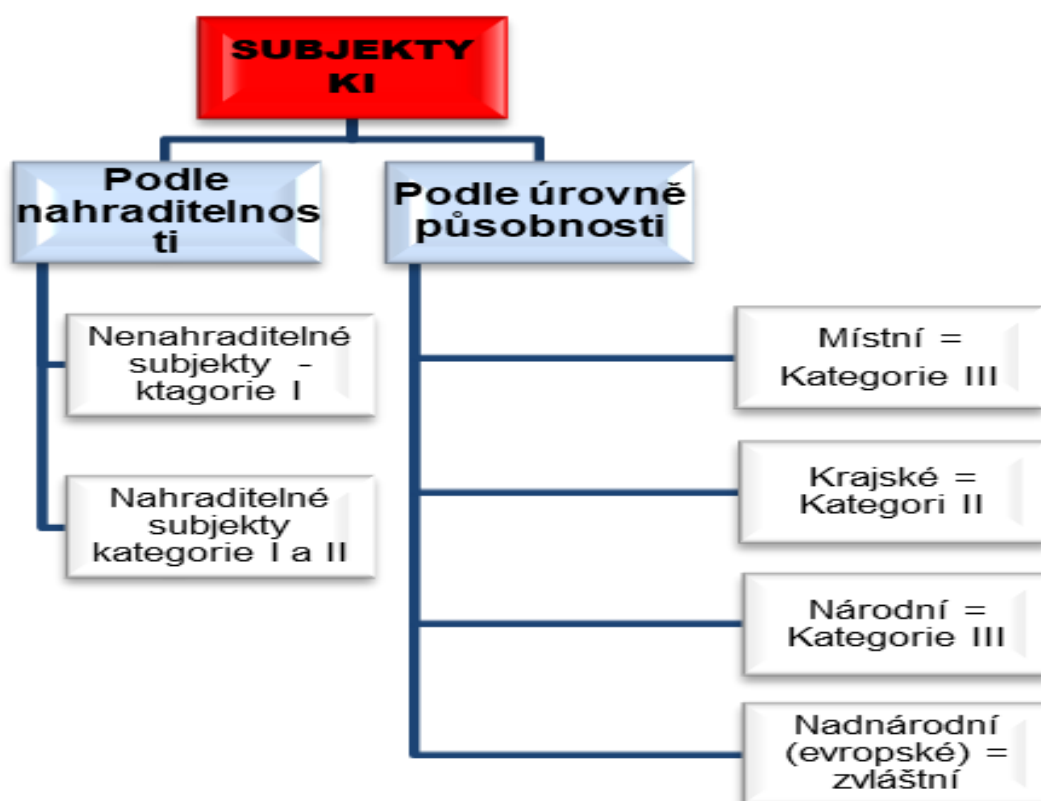 SUBJEKTY
KI
Podle
nahraditelnos
ti
Nenahraditelné
subjekty -
ktagorie I
Nahraditelné
subjekty
kategorie I a II
Podle úrovně
působnosti
Místní =
Kategorie III
Krajské =
Kategori II
Národní =
Kategorie III
Nadnárodní
(evropské) =
zvláštní